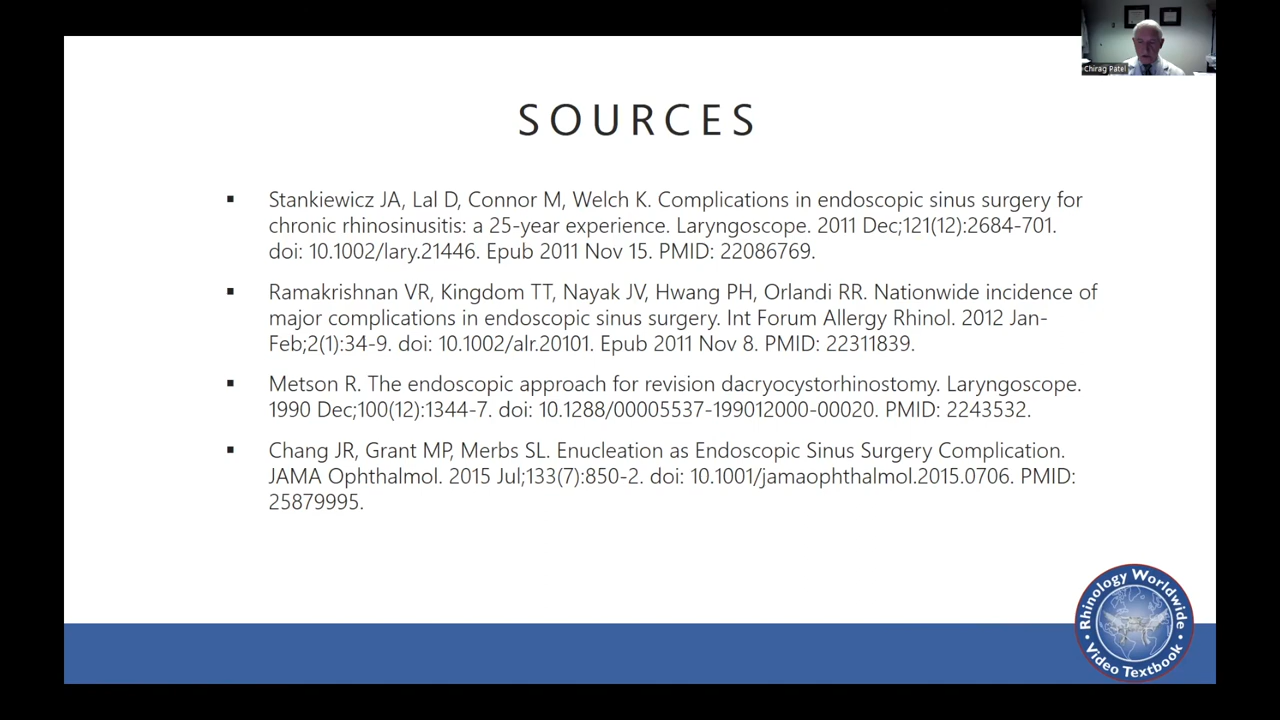 Chirag Patel
SOURCES
▪ Stankiewicz JA, Lal D, Connor M, Welch K. Complications in endoscopic sinus surgery for
chronic rhinosinusitis: a 25-year experience. Laryngoscope. 2011 Dec;121(12):2684-701.
doi: 10.1002/lary.21446. Epub 2011 Nov 15. PMID: 22086769.
▪ Ramakrishnan VR, Kingdom TT, Nayak JV, Hwang PH, Orlandi RR. Nationwide incidence of
major complications in endoscopic sinus surgery. Int Forum Allergy Rhinol. 2012 Jan-
Feb;2(1):34-9. doi: 10.1002/alr.20101. Epub 2011 Nov 8. PMID: 22311839.
▪ Metson R. The endoscopic approach for revision dacryocystorhinostomy. Laryngoscope.
1990 Dec;100(12):1344-7. doi: 10.1288/00005537-199012000-00020. PMID: 2243532.
▪ Chang JR, Grant MP, Merbs SL. Enucleation as Endoscopic Sinus Surgery Complication.
JAMA Ophthalmol. 2015 Jul;133(7):850-2. doi: 10.1001/jamaophthalmol.2015.0706. PMID:
25879995.
Rhinology Worldwide
• Video Textbook •